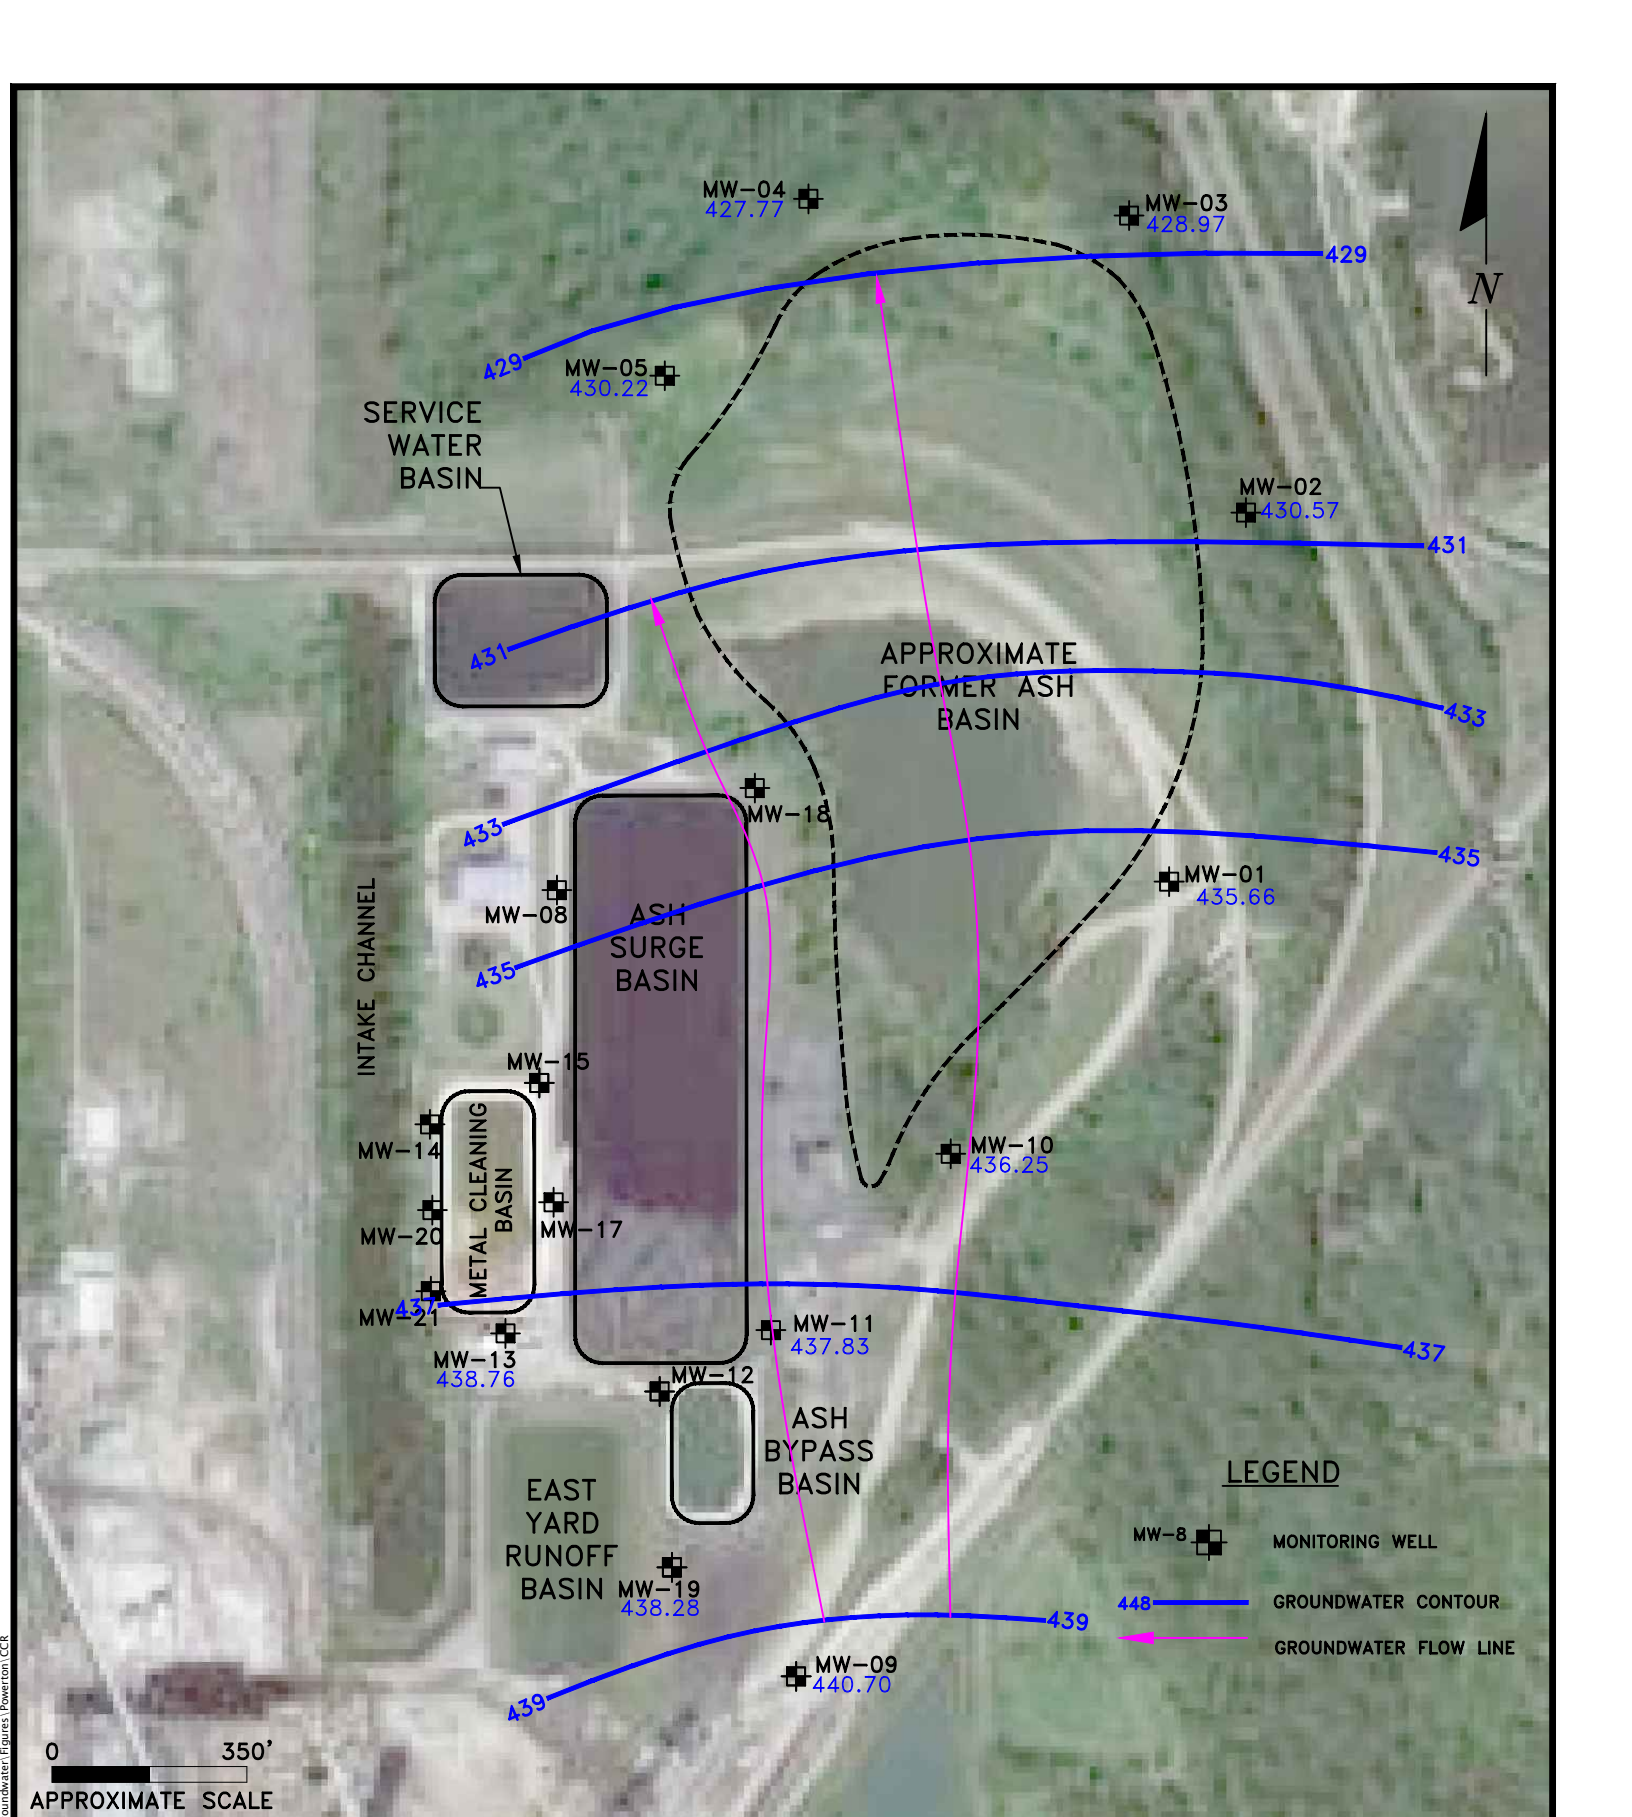 MW-04
427.77
MW-03
428.97
429
N
429
MW-05
430.22
SERVICE
WATER
BASIN
MW-02
430.57
431
431
APPROXIMATE
FORMER ASH
BASIN
433
433
MW-18
435
MW-01
435.66
MW-08
ASH
SURGE
BASIN
435
INTAKE CHANNEL
MW-15
MW-14
METAL CLEANING
BASIN
MW-10
436.25
MW-17
MW-20
MW-21
437
MW-11
437.83
437
MW-13
438.76
MW-12
ASH
BYPASS
BASIN
EAST
YARD
RUNOFF
BASIN
MW-19
438.28
439
MW-09
440.70
439
LEGEND
MW-8
MONITORING WELL
448
GROUNDWATER CONTOUR
GROUNDWATER FLOW LINE
0
350'
APPROXIMATE SCALE
oundwater\Figures\Powerton\CCR